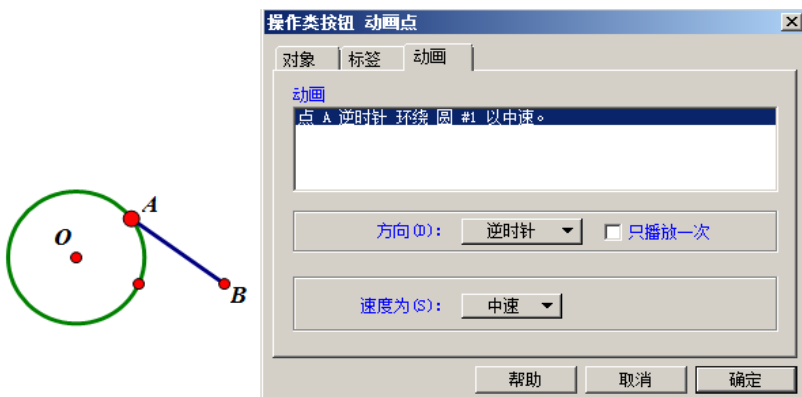 操作类按钮 动画点
对象 标签 动画
动画
点 A 逆时针 环绕 圆 #1 以中速。
A
方向(D): 逆时针 只播放一次
O
B
速度为(S): 中速
帮助 取消 确定